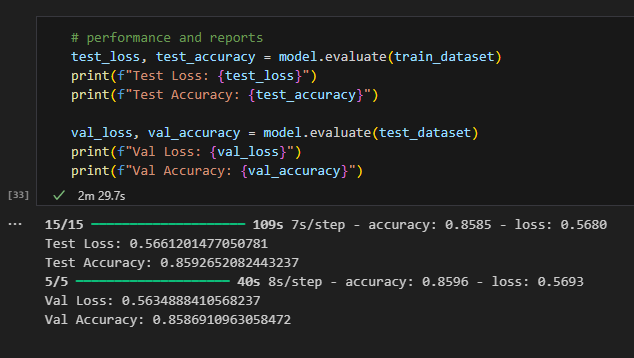 # performance and reports
test_loss, test_accuracy = model.evaluate(train_dataset)
print(f"Test Loss: {test_loss}")
print(f"Test Accuracy: {test_accuracy}")
val_loss, val_accuracy = model.evaluate(test_dataset)
print(f"Val Loss: {val_loss}")
print(f"Val Accuracy: {val_accuracy}")
[33] ✓ 2m 29.7s
... 15/15 ━━━━━━━━━━━━━━━━━━━━ 109s 7s/step - accuracy: 0.8585 - loss: 0.5680
Test Loss: 0.5661201477050781
Test Accuracy: 0.8592652082443237
5/5 ━━━━━━━━━━━━━━━━━━━━ 40s 8s/step - accuracy: 0.8596 - loss: 0.5693
Val Loss: 0.5634888410568237
Val Accuracy: 0.8586910963058472